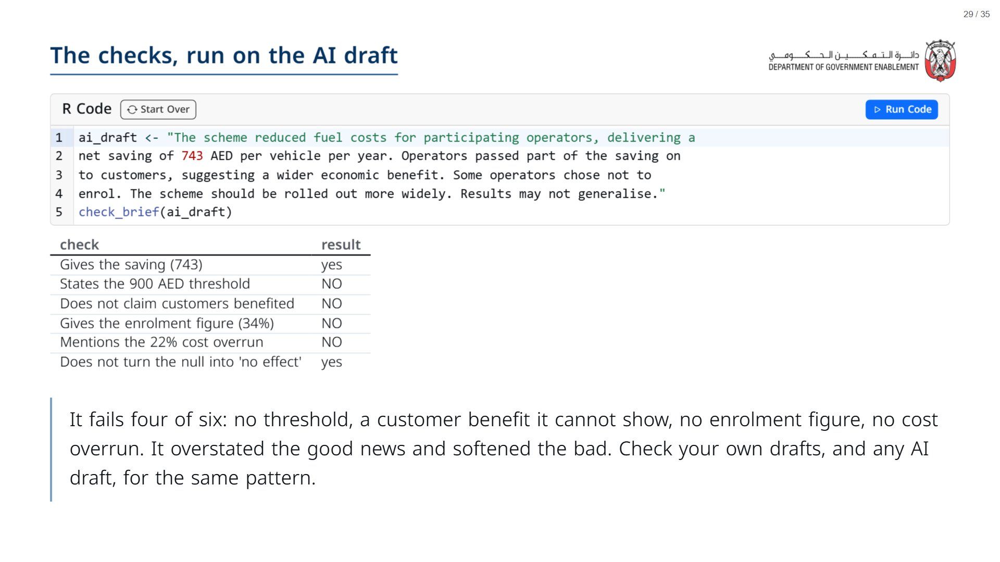 29 / 35
The checks, run on the AI draft
دائرة التمكين الحكومي
DEPARTMENT OF GOVERNMENT ENABLEMENT
R Code
Start Over
Run Code
1 ai_draft <- "The scheme reduced fuel costs for participating operators, delivering a
2 net saving of 743 AED per vehicle per year. Operators passed part of the saving on
3 to customers, suggesting a wider economic benefit. Some operators chose not to
4 enrol. The scheme should be rolled out more widely. Results may not generalise."
5 check_brief(ai_draft)
check result
Gives the saving (743) yes
States the 900 AED threshold NO
Does not claim customers benefited NO
Gives the enrolment figure (34%) NO
Mentions the 22% cost overrun NO
Does not turn the null into 'no effect' yes
It fails four of six: no threshold, a customer benefit it cannot show, no enrolment figure, no cost
overrun. It overstated the good news and softened the bad. Check your own drafts, and any AI
draft, for the same pattern.